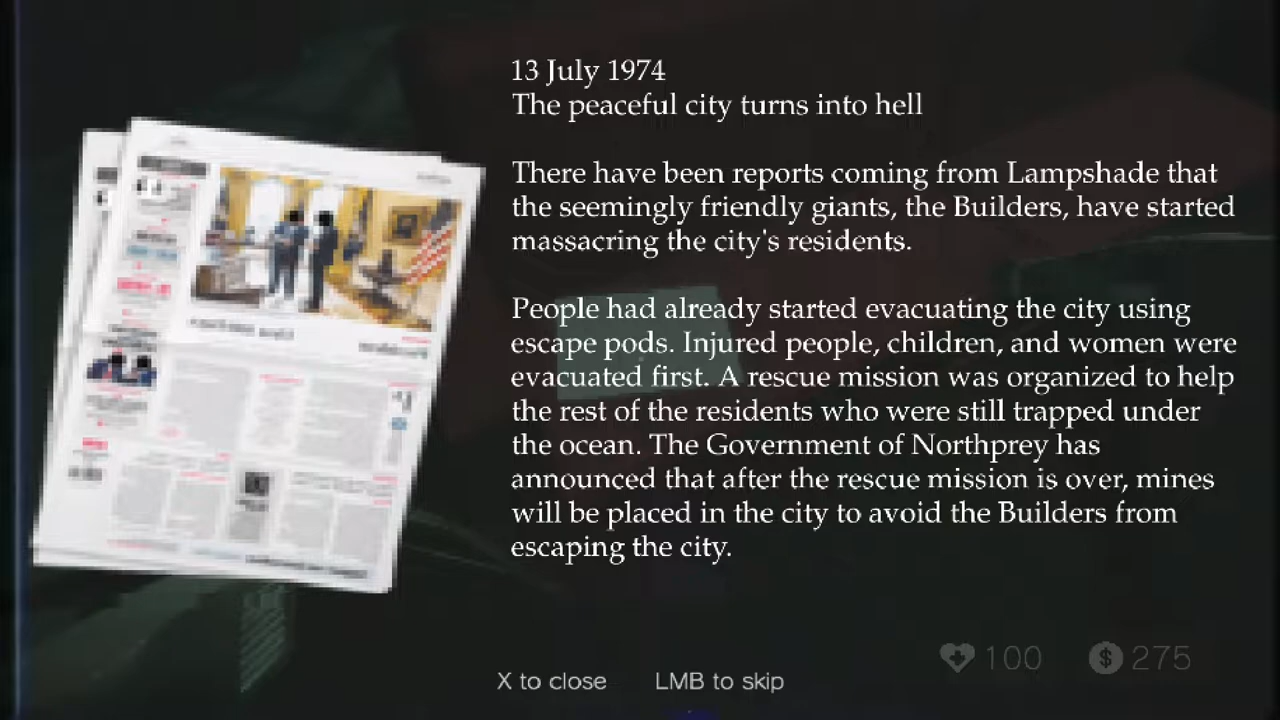 13 July 1974
The peaceful city turns into hell
There have been reports coming from Lampshade that
the seemingly friendly giants, the Builders, have started
massacring the city's residents.
People had already started evacuating the city using
escape pods. Injured people, children, and women were
evacuated first. A rescue mission was organized to help
the rest of the residents who were still trapped under
the ocean. The Government of Northprey has
announced that after the rescue mission is over, mines
will be placed in the city to avoid the Builders from
escaping the city.
100 275
X to close LMB to skip